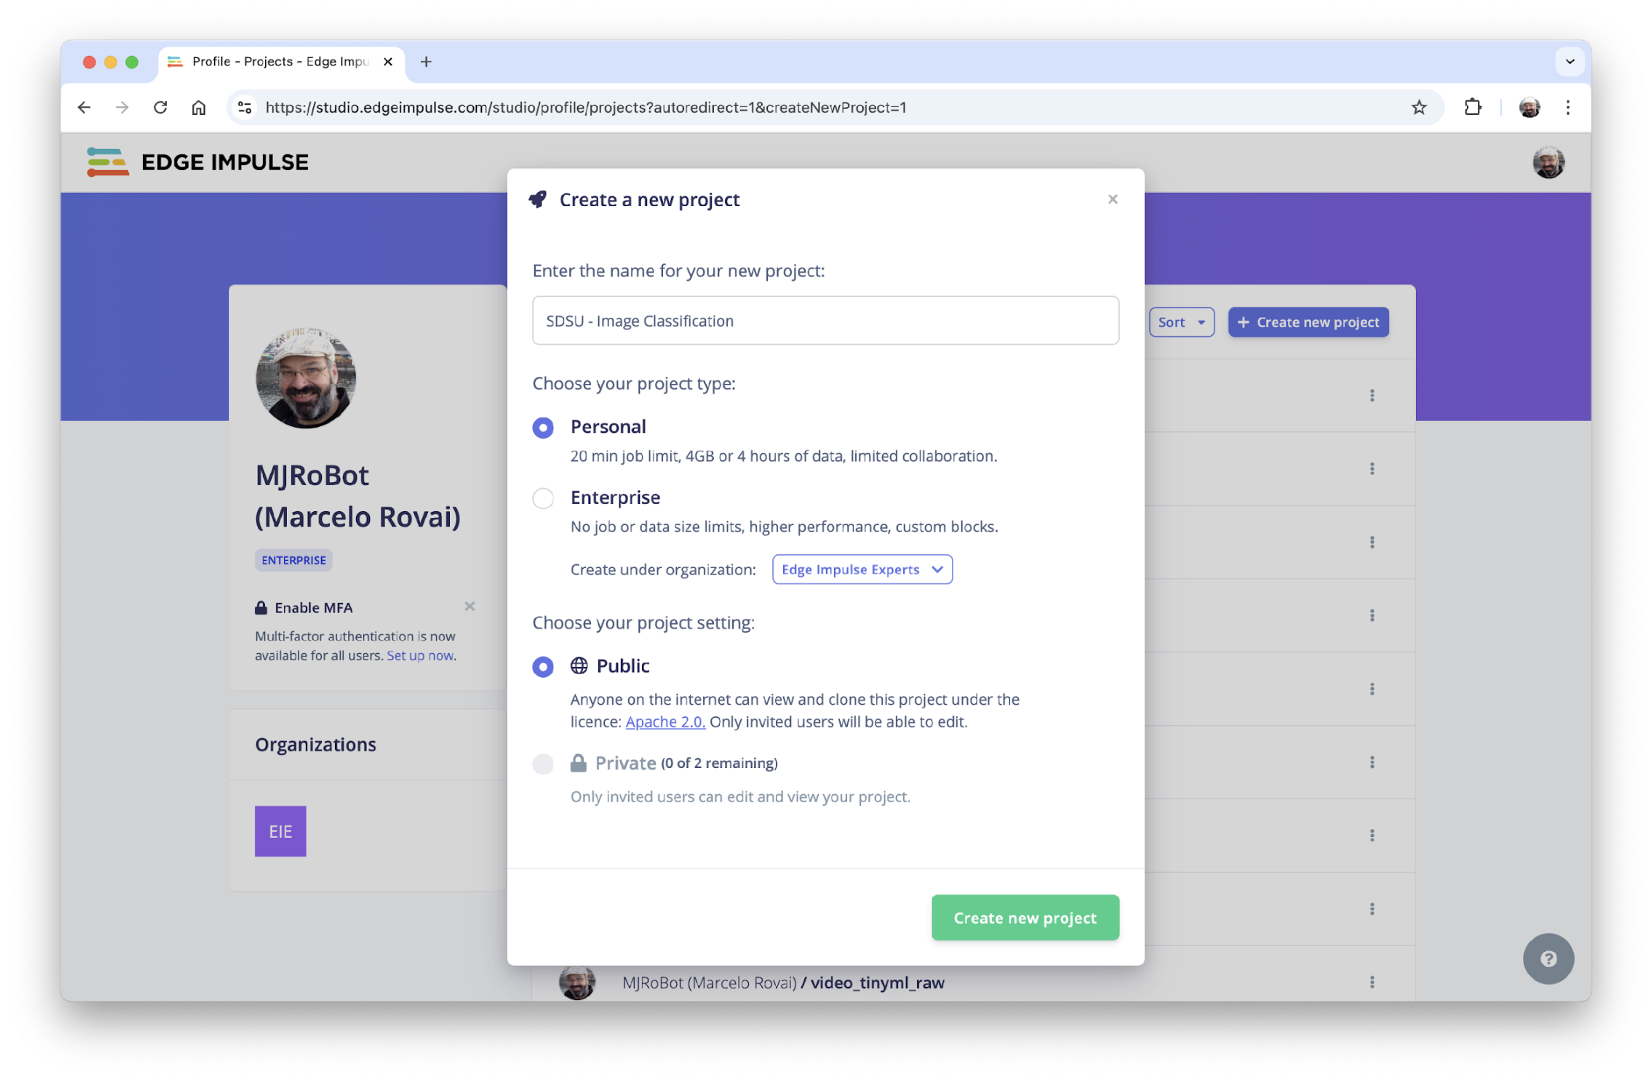 Profile - Projects - Edge Impu
https://studio.edgeimpulse.com/studio/profile/projects?autoredirect=1&createNewProject=1
EDGE IMPULSE
Create a new project
Enter the name for your new project:
SDSU - Image Classification
Sort
+ Create new project
Choose your project type:
Personal
20 min job limit, 4GB or 4 hours of data, limited collaboration.
Enterprise
No job or data size limits, higher performance, custom blocks.
Create under organization: Edge Impulse Experts
Choose your project setting:
Public
Anyone on the internet can view and clone this project under the
licence: Apache 2.0. Only invited users will be able to edit.
Private (0 of 2 remaining)
Only invited users can edit and view your project.
Create new project
MJRoBot
(Marcelo Rovai)
ENTERPRISE
Enable MFA
Multi-factor authentication is now
available for all users. Set up now.
Organizations
EIE
MJRoBot (Marcelo Rovai) / video_tinyml_raw